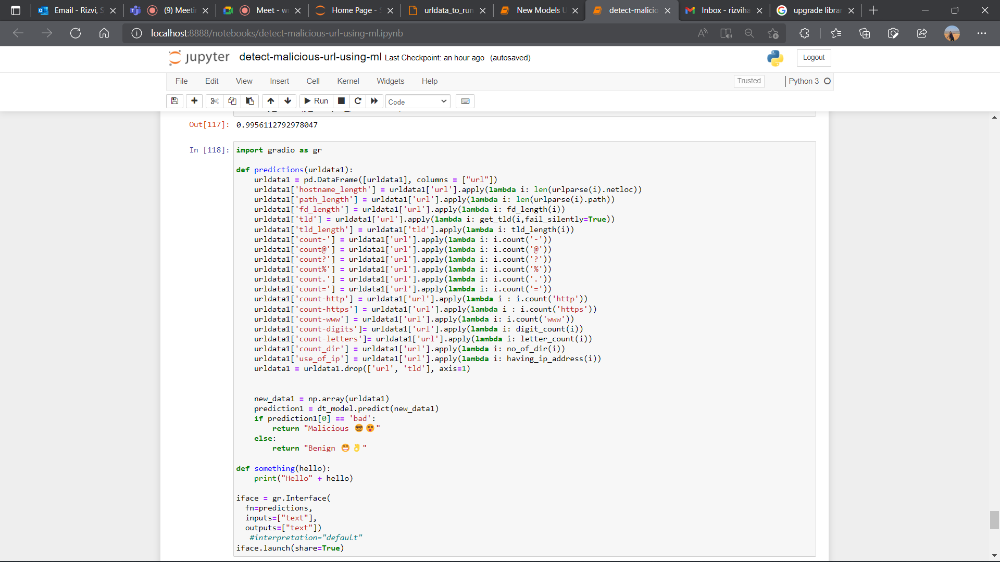 Email - Rizvi, S
(9) Meeti
Meet - w
Home Page - S
urldata_to_run
New Models U
detect-malicio
Inbox - rizviha
upgrade librar
localhost:8888/notebooks/detect-malicious-url-using-ml.ipynb
jupyter detect-malicious-url-using-ml Last Checkpoint: an hour ago (autosaved)
Logout
File Edit View Insert Cell Kernel Widgets Help
Trusted
Python 3
Run
Code
Out[117]: 0.9956112792978047
In [118]: import gradio as gr
def predictions(urldata1):
    urldata1 = pd.DataFrame([urldata1], columns = ["url"])
    urldata1['hostname_length'] = urldata1['url'].apply(lambda i: len(urlparse(i).netloc))
    urldata1['path_length'] = urldata1['url'].apply(lambda i: len(urlparse(i).path))
    urldata1['fd_length'] = urldata1['url'].apply(lambda i: fd_length(i))
    urldata1['tld'] = urldata1['url'].apply(lambda i: get_tld(i,fail_silently=True))
    urldata1['tld_length'] = urldata1['tld'].apply(lambda i: tld_length(i))
    urldata1['count-'] = urldata1['url'].apply(lambda i: i.count('-'))
    urldata1['count@'] = urldata1['url'].apply(lambda i: i.count('@'))
    urldata1['count?'] = urldata1['url'].apply(lambda i: i.count('?'))
    urldata1['count%'] = urldata1['url'].apply(lambda i: i.count('%'))
    urldata1['count.'] = urldata1['url'].apply(lambda i: i.count('.'))
    urldata1['count='] = urldata1['url'].apply(lambda i: i.count('='))
    urldata1['count-http'] = urldata1['url'].apply(lambda i : i.count('http'))
    urldata1['count-https'] = urldata1['url'].apply(lambda i : i.count('https'))
    urldata1['count-www'] = urldata1['url'].apply(lambda i: i.count('www'))
    urldata1['count-digits']= urldata1['url'].apply(lambda i: digit_count(i))
    urldata1['count-letters']= urldata1['url'].apply(lambda i: letter_count(i))
    urldata1['count_dir'] = urldata1['url'].apply(lambda i: no_of_dir(i))
    urldata1['use_of_ip'] = urldata1['url'].apply(lambda i: having_ip_address(i))
    urldata1 = urldata1.drop(['url', 'tld'], axis=1)
    new_data1 = np.array(urldata1)
    prediction1 = dt_model.predict(new_data1)
    if prediction1[0] == 'bad':
        return "Malicious 😵‍💫😵"
    else:
        return "Benign 😁👌"
def something(hello):
    print("Hello" + hello)
iface = gr.Interface(
  fn=predictions,
  inputs=["text"],
  outputs=["text"])
   #interpretation="default"
iface.launch(share=True)